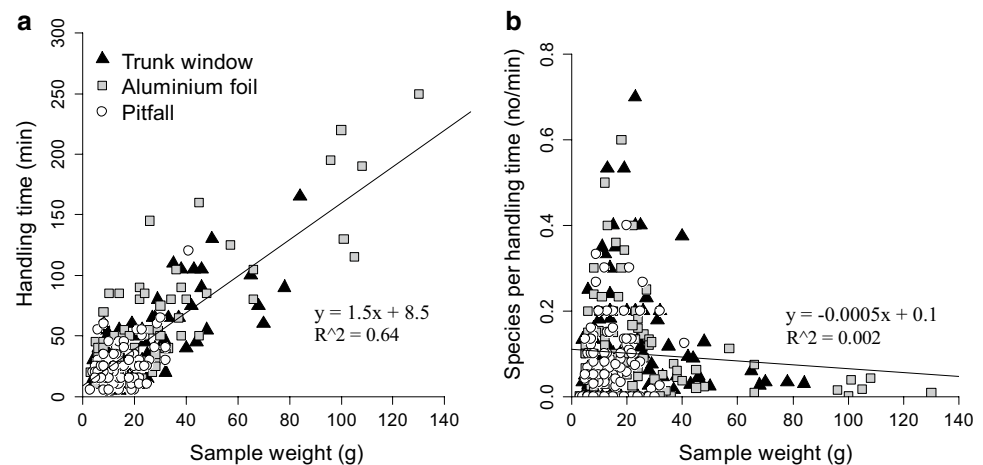 a
Handling time (min)
300
250
200
150
100
50
0
Trunk window
Aluminium foil
Pitfall
y = 1.5x + 8.5
R^2 = 0.64
0 20 40 60 80 100 120 140
Sample weight (g)
b
Species per handling time (no/min)
0.8
0.6
0.4
0.2
0.0
y = -0.0005x + 0.1
R^2 = 0.002
0 20 40 60 80 100 120 140
Sample weight (g)